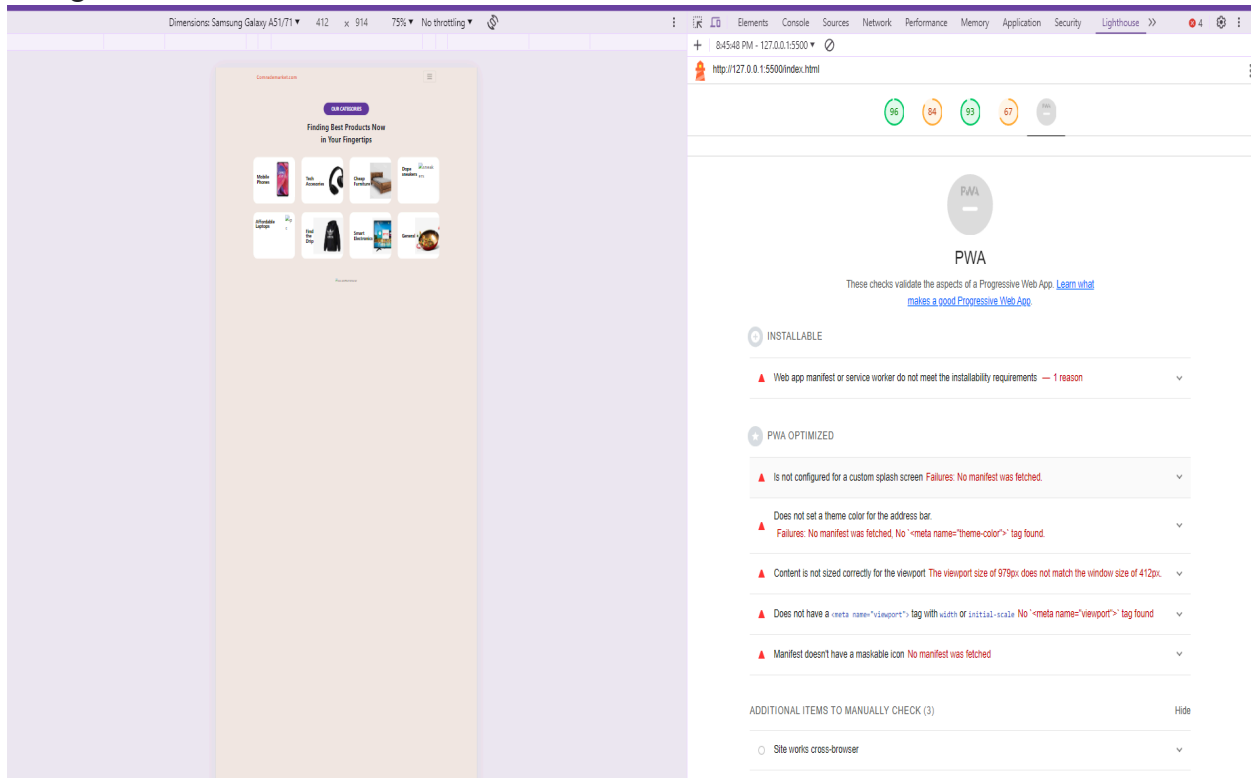 Dimensions: Samsung Galaxy A51/71 ▼ 412 x 914 75% ▼ No throttling ▼
Elements Console Sources Network Performance Memory Application Security Lighthouse >> 4
+ 8:45:48 PM - 127.0.0.1:5500 ▼
http://127.0.0.1:5500/index.html
96 84 93 67 PWA
OUR CATEGORIES
Finding Best Products Now
in Your Fingertips
Mobile
Phones
Tech
Accessories
Cheap
Furniture
Dope
sneakers
Affordable
Laptops
Find
the
Drip
Smart
Electronics
General
PWA
PWA
These checks validate the aspects of a Progressive Web App. Learn what
makes a good Progressive Web App.
INSTALLABLE
Web app manifest or service worker do not meet the installability requirements — 1 reason
PWA OPTIMIZED
Is not configured for a custom splash screen Failures: No manifest was fetched.
Does not set a theme color for the address bar.
Failures: No manifest was fetched, No `<meta name="theme-color">` tag found.
Content is not sized correctly for the viewport The viewport size of 979px does not match the window size of 412px.
Does not have a <meta name="viewport"> tag with width or initial-scale No `<meta name="viewport">` tag found
Manifest doesn't have a maskable icon No manifest was fetched
ADDITIONAL ITEMS TO MANUALLY CHECK (3) Hide
Site works cross-browser